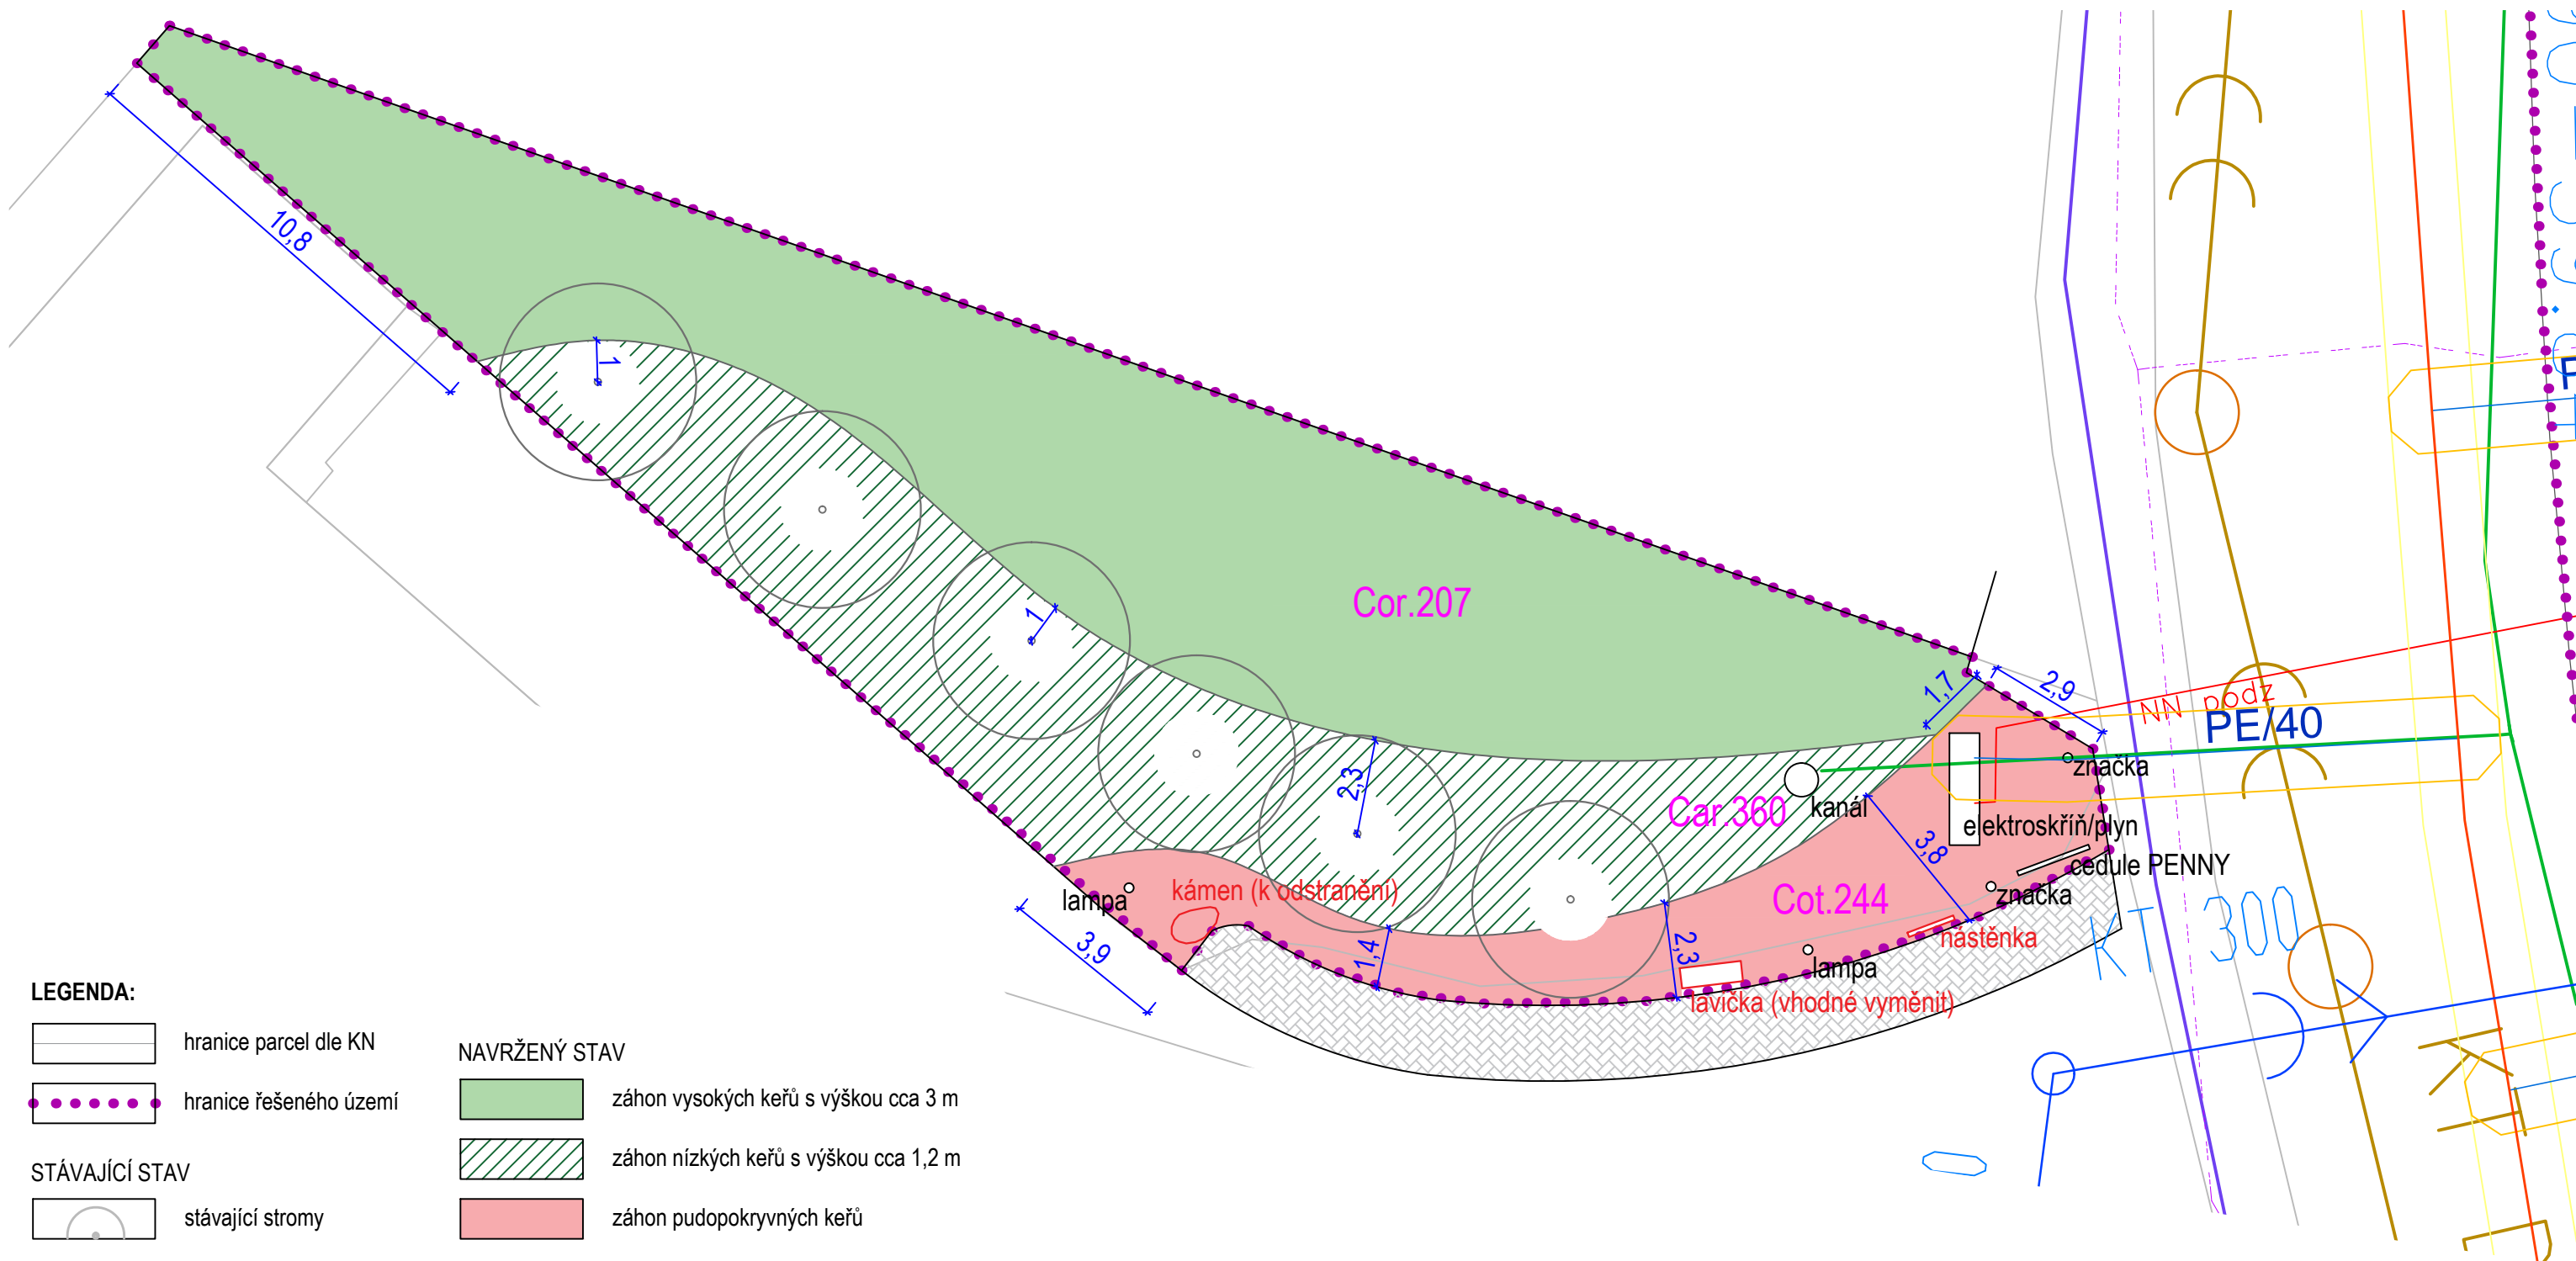 10,8
1
1
2,3
1,7
2,9
3,8
2,3
1,4
3,9
Cor.207
Car.360
Cot.244
NN podz
PE/40
kanál
značka
elektroskříň/plyn
cedule PENNY
značka
nástěnka
lampa
lavička (vhodné vyměnit)
lampa
kámen (k odstranění)
KT 300
LEGENDA:
hranice parcel dle KN
hranice řešeného území
STÁVAJÍCÍ STAV
stávající stromy
NAVRŽENÝ STAV
záhon vysokých keřů s výškou cca 3 m
záhon nízkých keřů s výškou cca 1,2 m
záhon pudopokryvných keřů